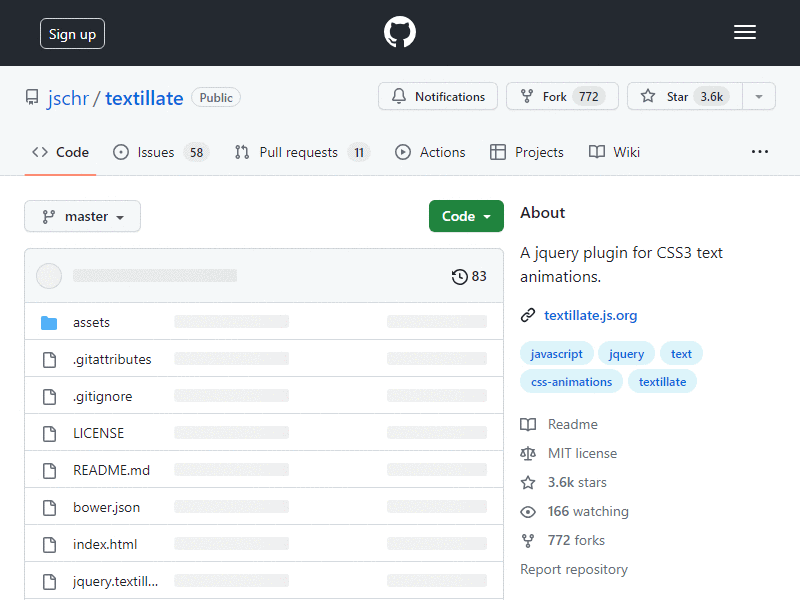 Sign up
jschr / textillate Public
Notifications Fork 772 Star 3.6k
Code Issues 58 Pull requests 11 Actions Projects Wiki ...
master Code
83
assets
.gitattributes
.gitignore
LICENSE
README.md
bower.json
index.html
jquery.textill...
About
A jquery plugin for CSS3 text
animations.
textillate.js.org
javascript jquery text
css-animations textillate
Readme
MIT license
3.6k stars
166 watching
772 forks
Report repository